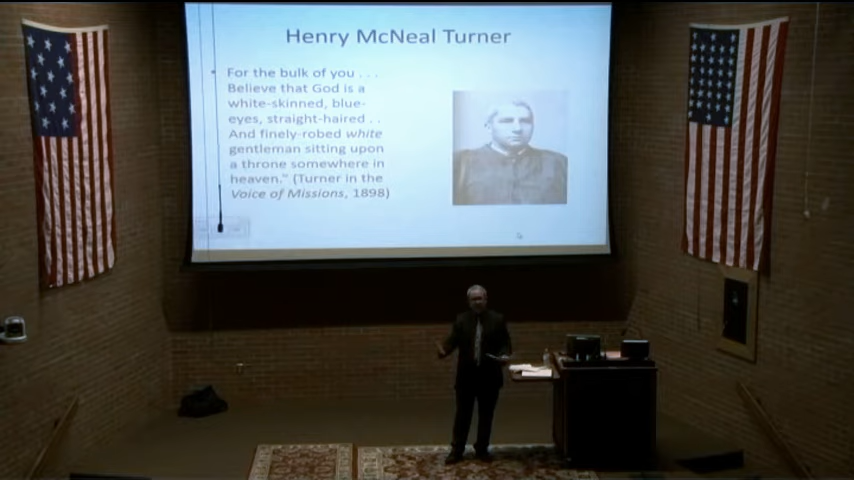 Henry McNeal Turner
• For the bulk of you . . .
Believe that God is a
white-skinned, blue-
eyes, straight-haired . .
And finely-robed white
gentleman sitting upon
a throne somewhere in
heaven." (Turner in the
Voice of Missions, 1898)